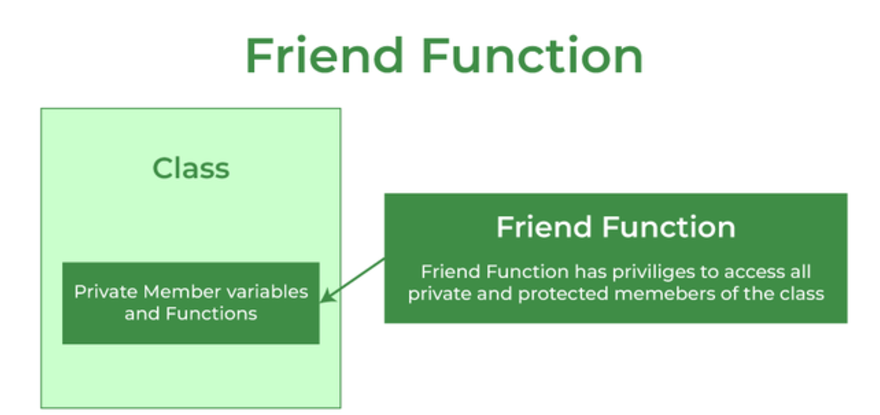 Friend Function
Class
Private Member variables
and Functions
Friend Function
Friend Function has priviliges to access all
private and protected memebers of the class